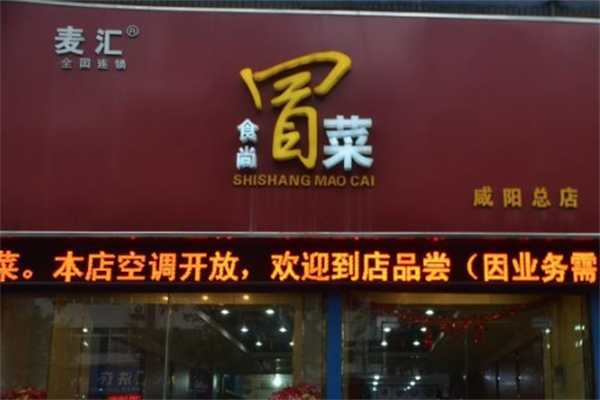 麦汇®
全国连锁
食尚
冒菜
SHISHANG MAO CAI
咸阳总店
菜。本店空调开放，欢迎到店品尝（因业务需